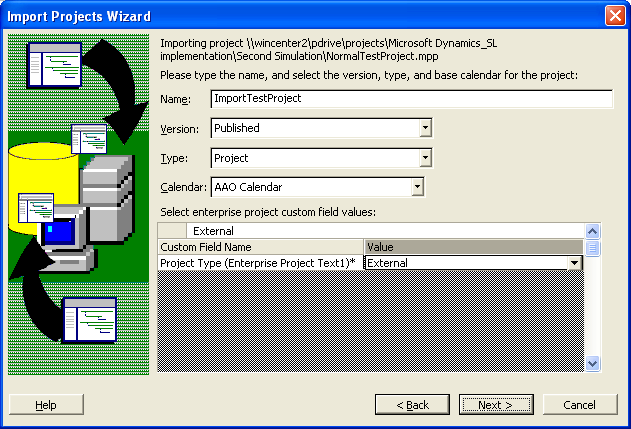 Import Projects Wizard
Importing project \\wincenter2\pdrive\projects\Microsoft Dynamics_SL
implementation\Second Simulation\NormalTestProject.mpp
Please type the name, and select the version, type, and base calendar for the project:
Name: ImportTestProject
Version: Published
Type: Project
Calendar: AAO Calendar
Select enterprise project custom field values:
External
Custom Field Name Value
Project Type (Enterprise Project Text1)* External
Help < Back Next > Cancel